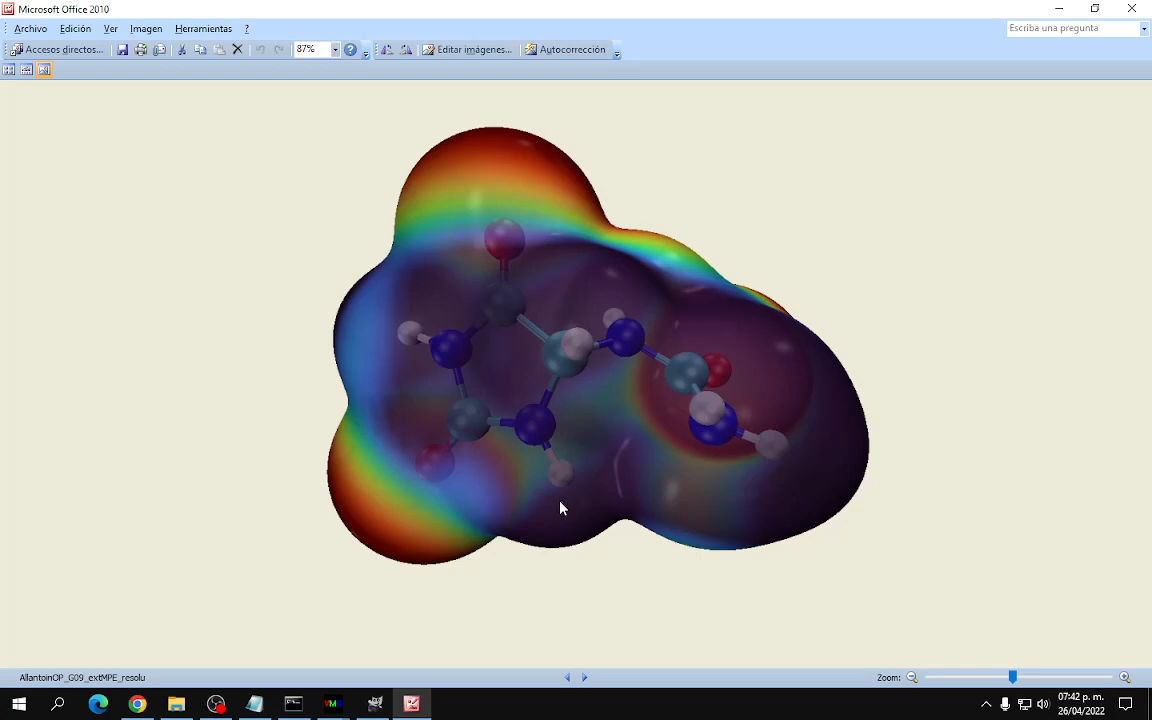 Microsoft Office 2010
Archivo Edición Ver Imagen Herramientas ?
Escriba una pregunta
Accesos directos... 87% Editar imágenes... Autocorrección
AllantoinOP_G09_extMPE_resolu
Zoom:
07:42 p. m.
26/04/2022